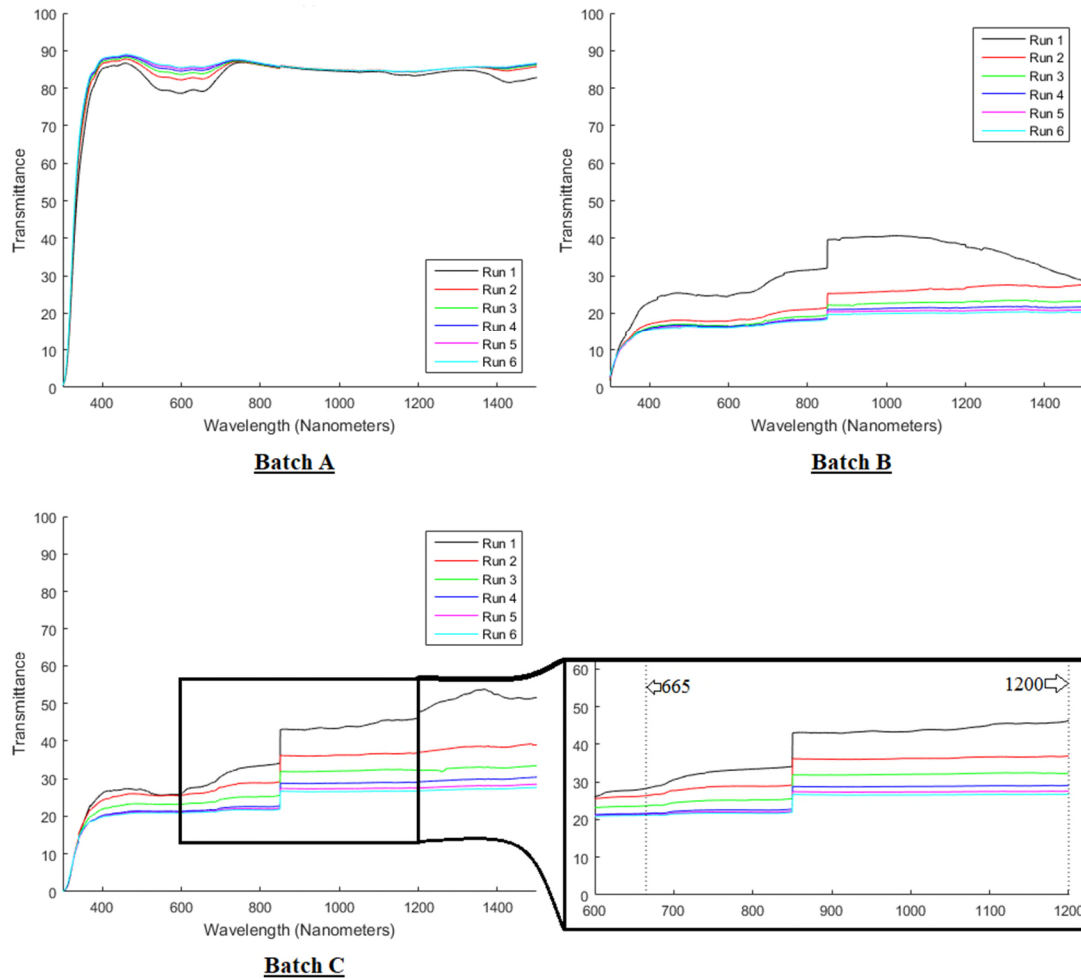 100
90
80
70
60
50
40
30
20
10
0
Transmittance
400 600 800 1000 1200 1400
Wavelength (Nanometers)
Run 1
Run 2
Run 3
Run 4
Run 5
Run 6
Batch A
100
90
80
70
60
50
40
30
20
10
0
Transmittance
400 600 800 1000 1200 1400
Wavelength (Nanometers)
Run 1
Run 2
Run 3
Run 4
Run 5
Run 6
Batch B
100
90
80
70
60
50
40
30
20
10
0
Transmittance
400 600 800 1000 1200 1400
Wavelength (Nanometers)
Run 1
Run 2
Run 3
Run 4
Run 5
Run 6
Batch C
60
50
40
30
20
10
0
600 700 800 900 1000 1100 1200
665
1200